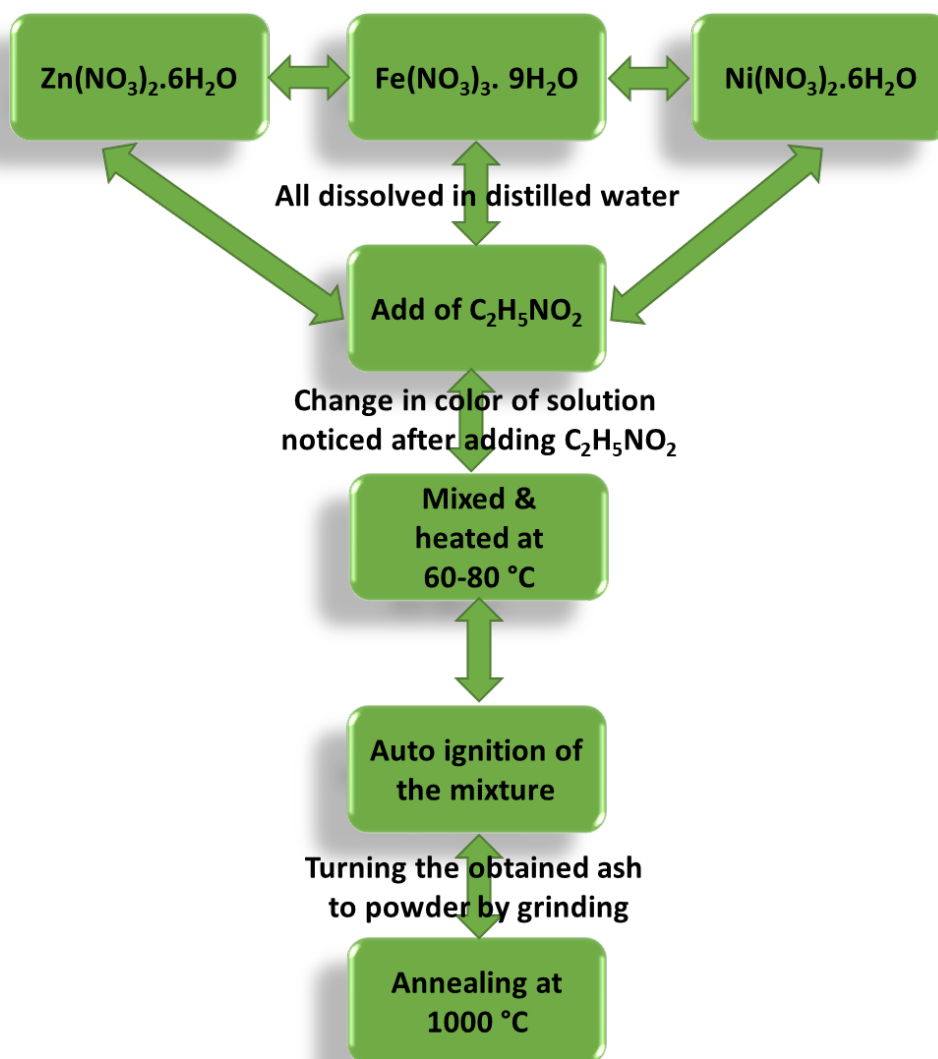 Zn(NO₃)₂.6H₂O
Fe(NO₃)₃. 9H₂O
Ni(NO₃)₂.6H₂O
All dissolved in distilled water
Add of C₂H₅NO₂
Change in color of solution
noticed after adding C₂H₅NO₂
Mixed &
heated at
60-80 °C
Auto ignition of
the mixture
Turning the obtained ash
to powder by grinding
Annealing at
1000 °C